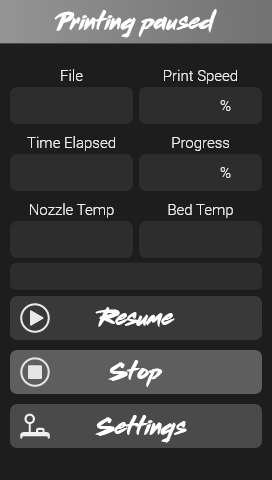 Printing paused
File Print Speed
%
Time Elapsed Progress
%
Nozzle Temp Bed Temp
Resume
Stop
Settings